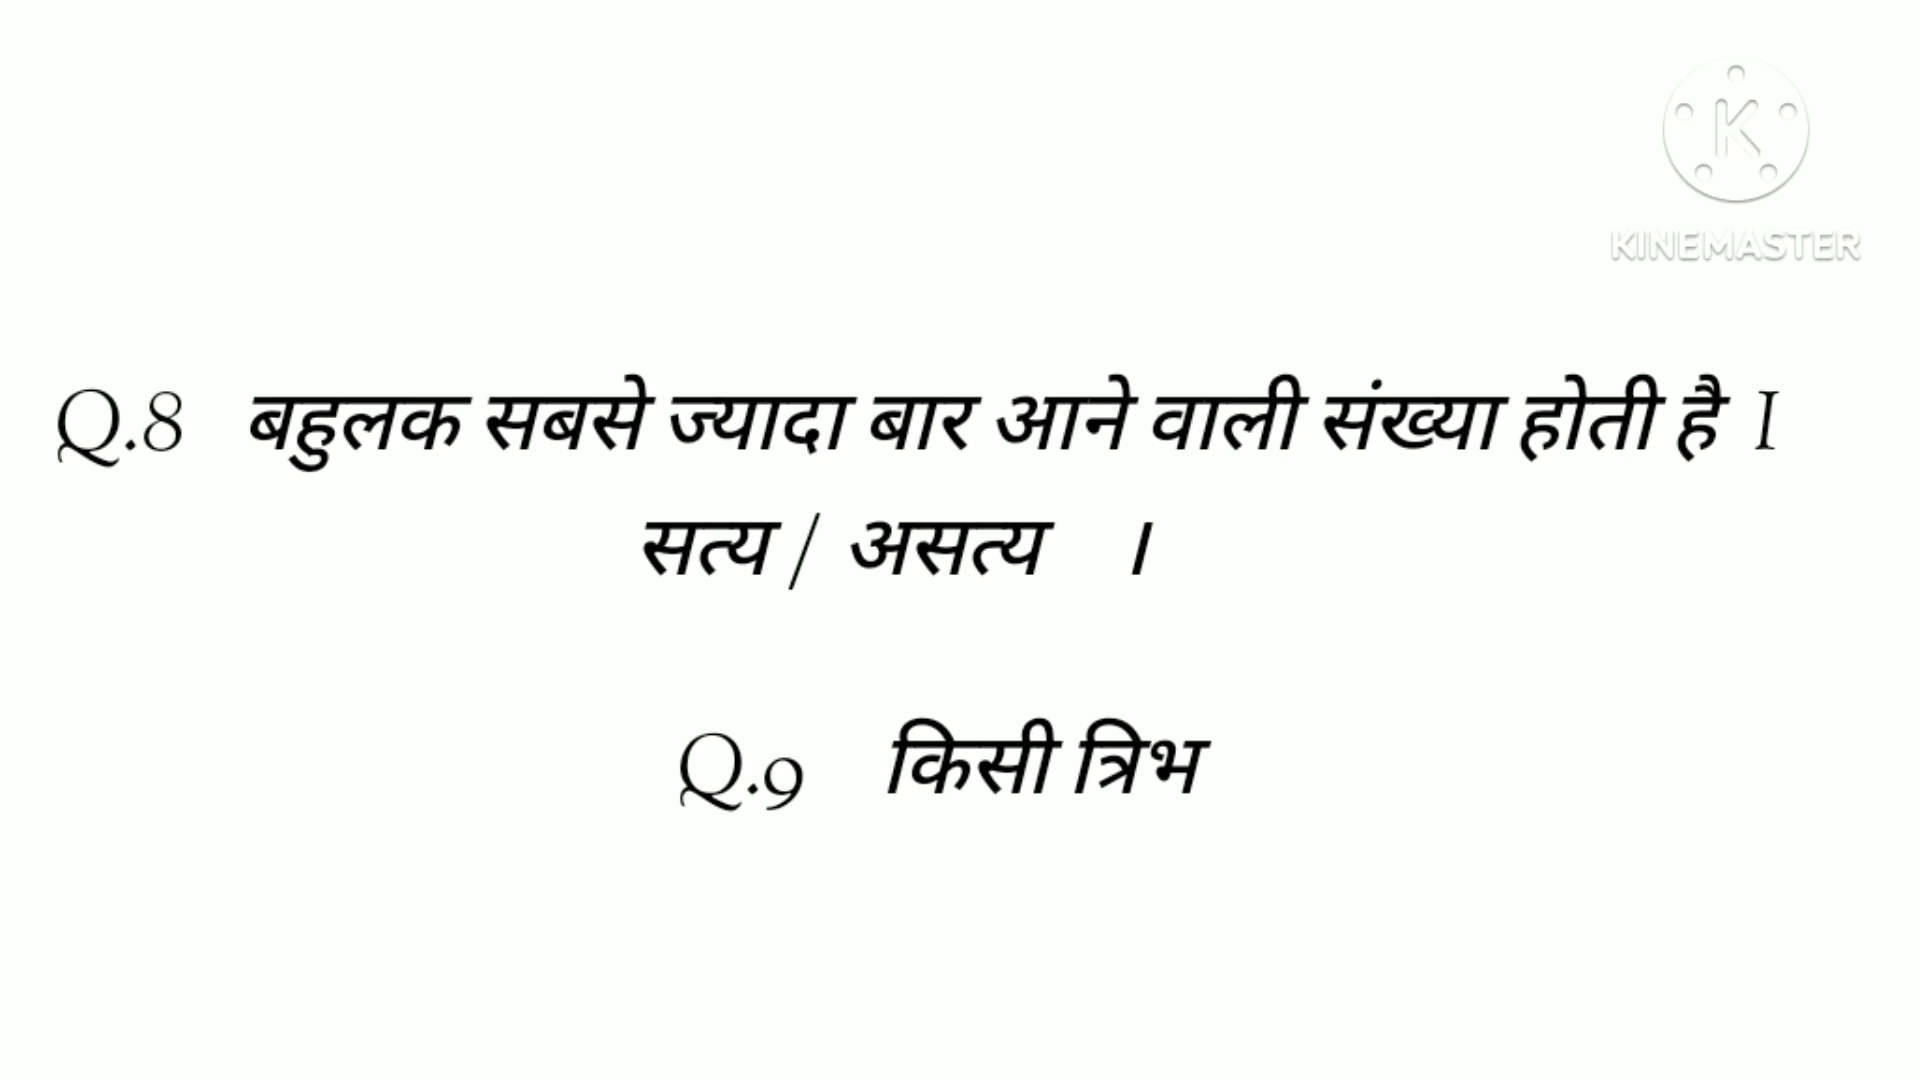 K
KINEMASTER
Q.8 बहुलक सबसे ज्यादा बार आने वाली संख्या होती है I
सत्य / असत्य ।
Q.9 किसी त्रिभ